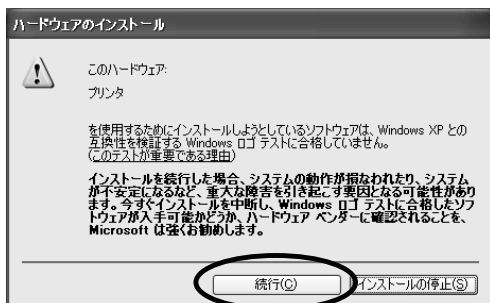 ハードウェアのインストール
このハードウェア:
プリンタ
を使用するためにインストールしようとしているソフトウェアは、Windows XP との
互換性を検証する Windows ロゴ テストに合格していません。
(このテストが重要である理由)
インストールを続行した場合、システムの動作が損なわれたり、システム
が不安定になるなど、重大な障害を引き起こす要因となる可能性があり
ます。今すぐインストールを中断し、Windows ロゴ テストに合格したソフ
トウェアが入手可能かどうか、ハードウェア ベンダーに確認されることを、
Microsoft は強くお勧めします。
続行(C)
インストールの停止(S)